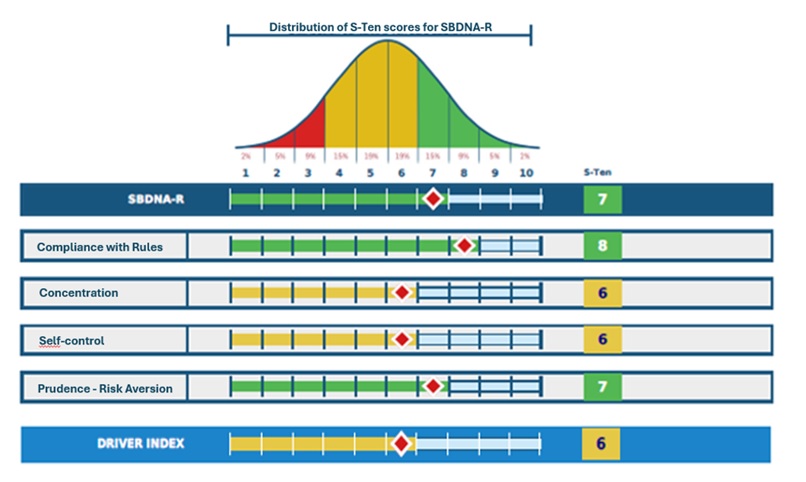 Distribution of S-Ten scores for SBDNA-R
2% 5% 9% 15% 19% 19% 15% 9% 5% 2%
1 2 3 4 5 6 7 8 9 10 S-Ten
SBDNA-R 7
Compliance with Rules 8
Concentration 6
Self-control 6
Prudence - Risk Aversion 7
DRIVER INDEX 6